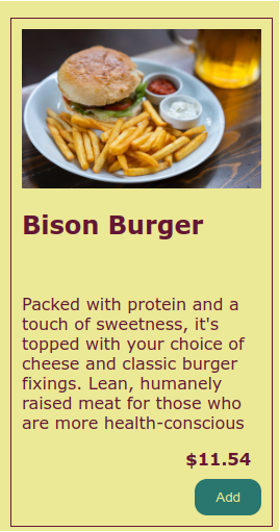 Bison Burger
Packed with protein and a
touch of sweetness, it's
topped with your choice of
cheese and classic burger
fixings. Lean, humanely
raised meat for those who
are more health-conscious
$11.54
Add